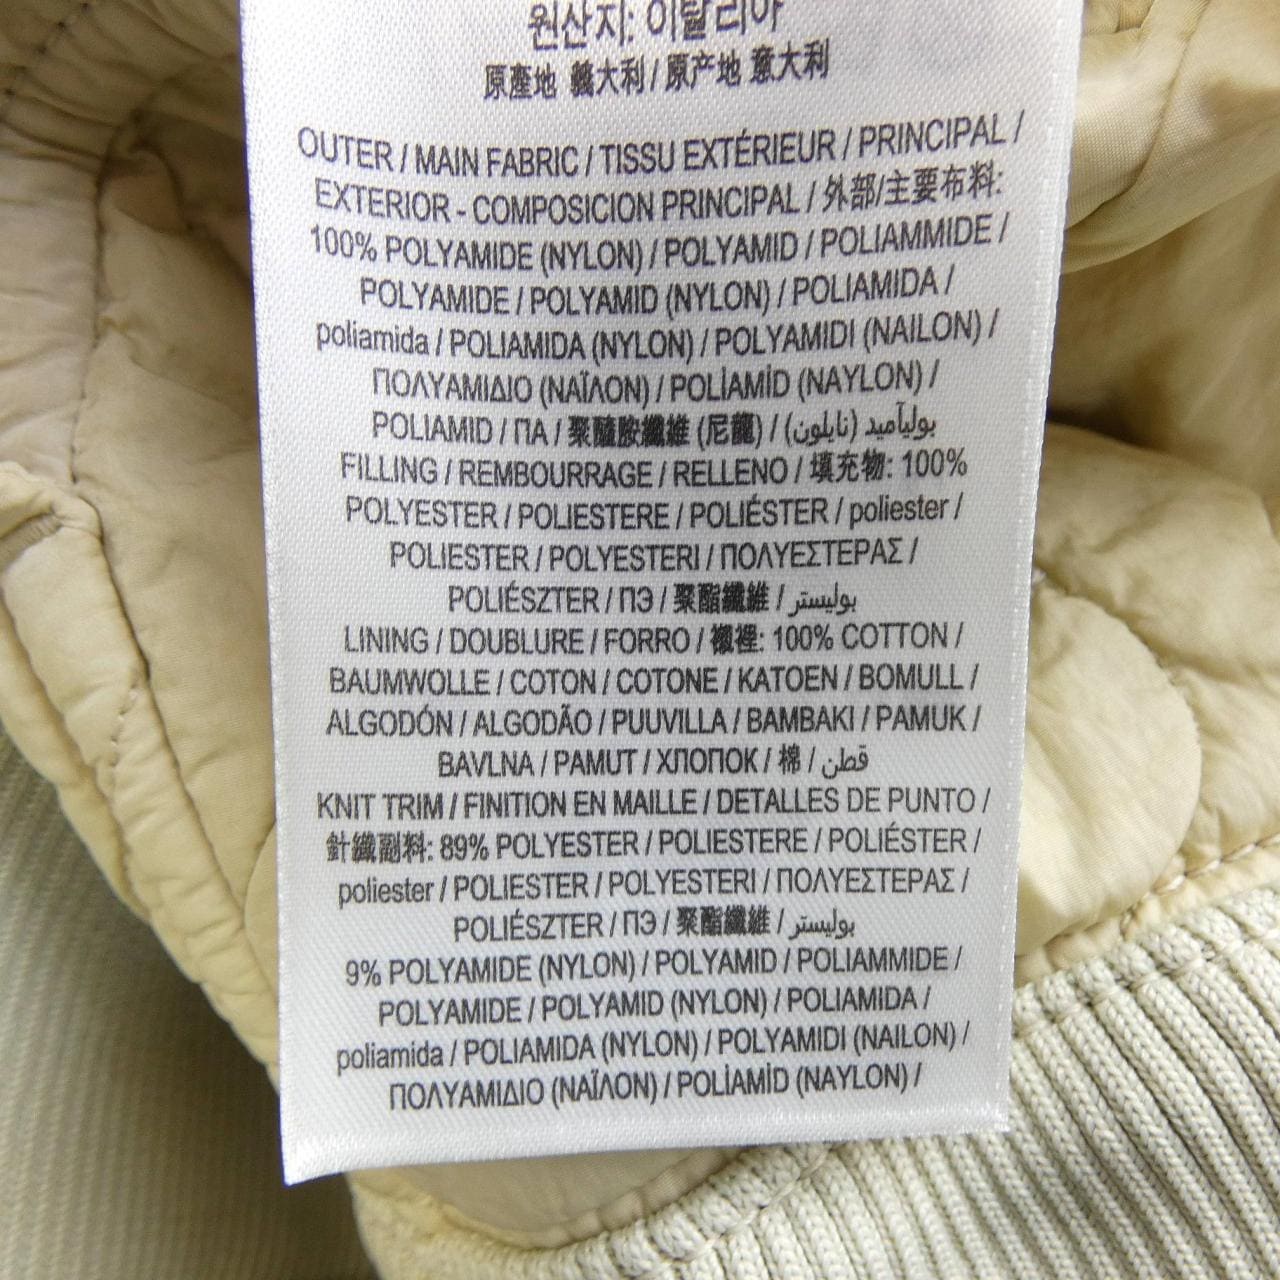 원산지: 이탈리아
原產地 義大利 / 原产地 意大利
OUTER / MAIN FABRIC / TISSU EXTÉRIEUR / PRINCIPAL /
EXTERIOR - COMPOSICION PRINCIPAL / 外部/主要布料:
100% POLYAMIDE (NYLON) / POLYAMID / POLIAMMIDE /
POLYAMIDE / POLYAMID (NYLON) / POLIAMIDA /
poliamida / POLIAMIDA (NYLON) / POLYAMIDI (NAILON) /
ΠΟΛΥΑΜΙΔΙΟ (ΝΑΪΛΟΝ) / POLİAMİD (NAYLON) /
POLIAMID / ПА / 聚醯胺纖維 (尼龍) / بوليآميد (نايلون)
FILLING / REMBOURRAGE / RELLENO / 填充物: 100%
POLYESTER / POLIESTERE / POLIÉSTER / poliester /
POLIESTER / POLYESTERI / ΠΟΛΥΕΣΤΕΡΑΣ /
POLIÉSZTER / ПЭ / 聚酯纖維 / بوليستر
LINING / DOUBLURE / FORRO / 襯裡: 100% COTTON /
BAUMWOLLE / COTON / COTONE / KATOEN / BOMULL /
ALGODÓN / ALGODÃO / PUUVILLA / BAMBAKI / PAMUK /
BAVLNA / PAMUT / ХЛОПОК / 棉 / قطن
KNIT TRIM / FINITION EN MAILLE / DETALLES DE PUNTO /
針織副料: 89% POLYESTER / POLIESTERE / POLIÉSTER /
poliester / POLIESTER / POLYESTERI / ΠΟΛΥΕΣΤΕΡΑΣ /
POLIÉSZTER / ПЭ / 聚酯纖維 / بوليستر
9% POLYAMIDE (NYLON) / POLYAMID / POLIAMMIDE /
POLYAMIDE / POLYAMID (NYLON) / POLIAMIDA /
poliamida / POLIAMIDA (NYLON) / POLYAMIDI (NAILON) /
ΠΟΛΥΑΜΙΔΙΟ (ΝΑΪΛΟΝ) / POLİAMİD (NAYLON) /